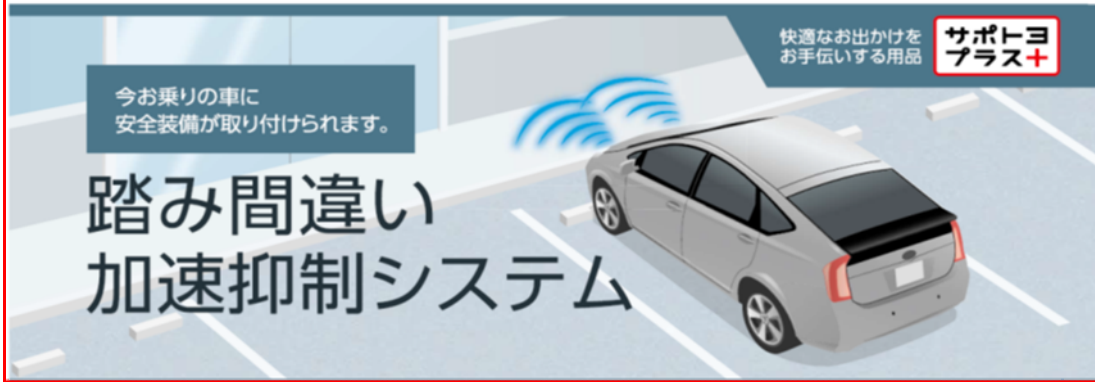 快適なお出かけを
お手伝いする用品
サポトヨ
プラス+
今お乗りの車に
安全装備が取り付けられます。
踏み間違い
加速抑制システム